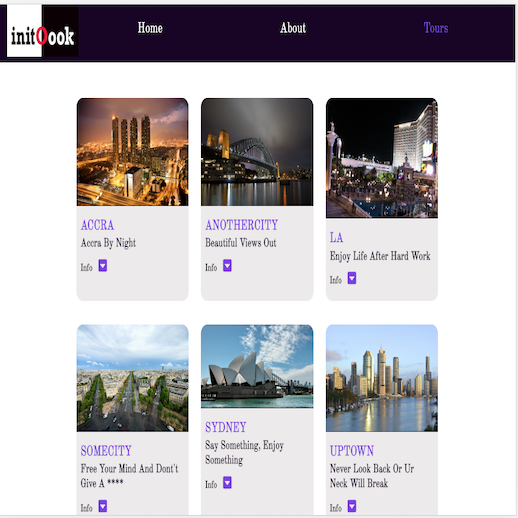 initOook
Home
About
Tours
ACCRA
Accra By Night
Info
ANOTHERCITY
Beautiful Views Out
Info
LA
Enjoy Life After Hard Work
Info
SOMECITY
Free Your Mind And Dont't
Give A ****
Info
SYDNEY
Say Something, Enjoy
Something
Info
UPTOWN
Never Look Back Or Ur
Neck Will Break
Info